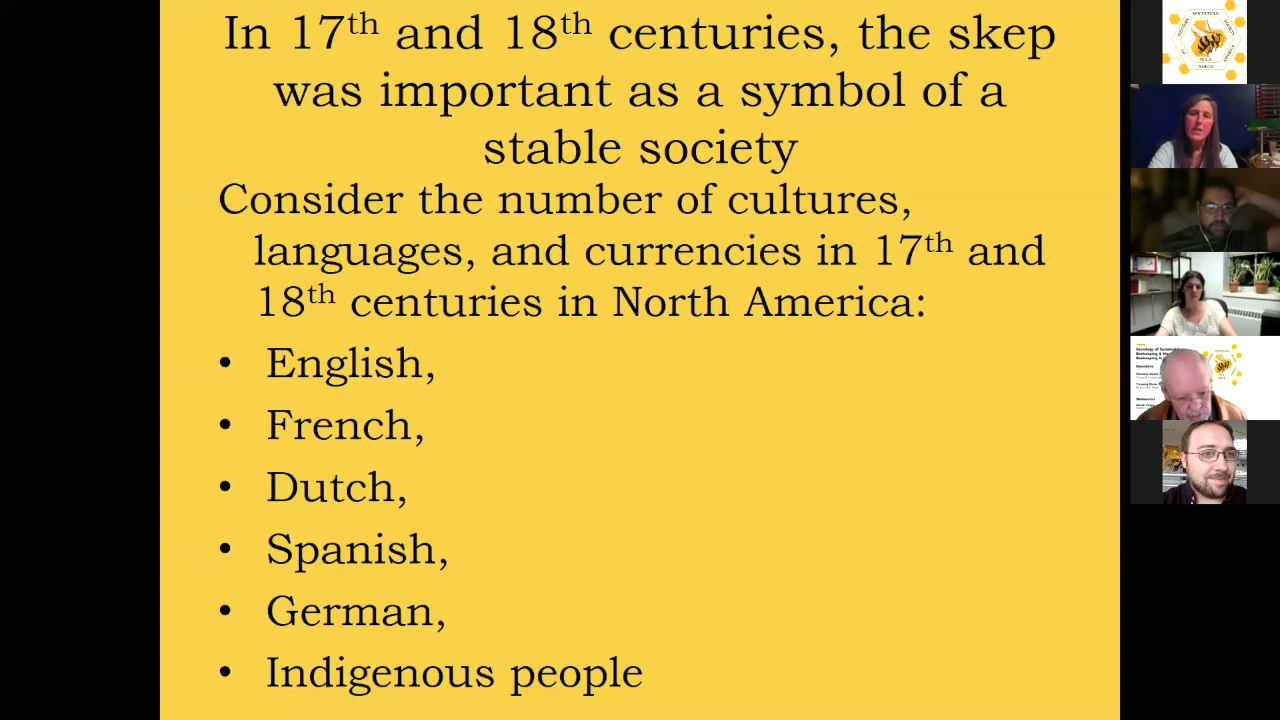 In 17th and 18th centuries, the skep
was important as a symbol of a
stable society
Consider the number of cultures,
languages, and currencies in 17th and
18th centuries in North America:
• English,
• French,
• Dutch,
• Spanish,
• German,
• Indigenous people